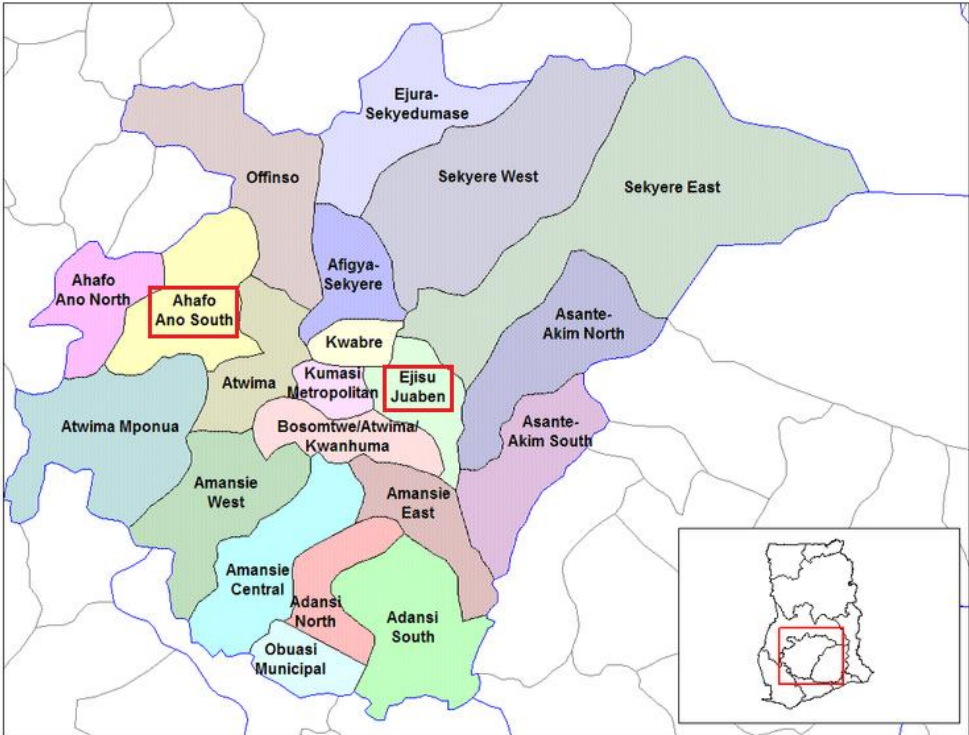 Ejura-
Sekyedumase
Offinso
Sekyere West
Sekyere East
Afigya-
Sekyere
Ahafo
Ano North
Ahafo
Ano South
Asante-
Akim North
Kwabre
Atwima
Kumasi
Metropolitan
Ejisu
Juaben
Atwima Mponua
Bosomtwe/Atwima/
Kwanhuma
Asante-
Akim South
Amansie
West
Amansie
East
Amansie
Central
Adansi
North
Adansi
South
Obuasi
Municipal